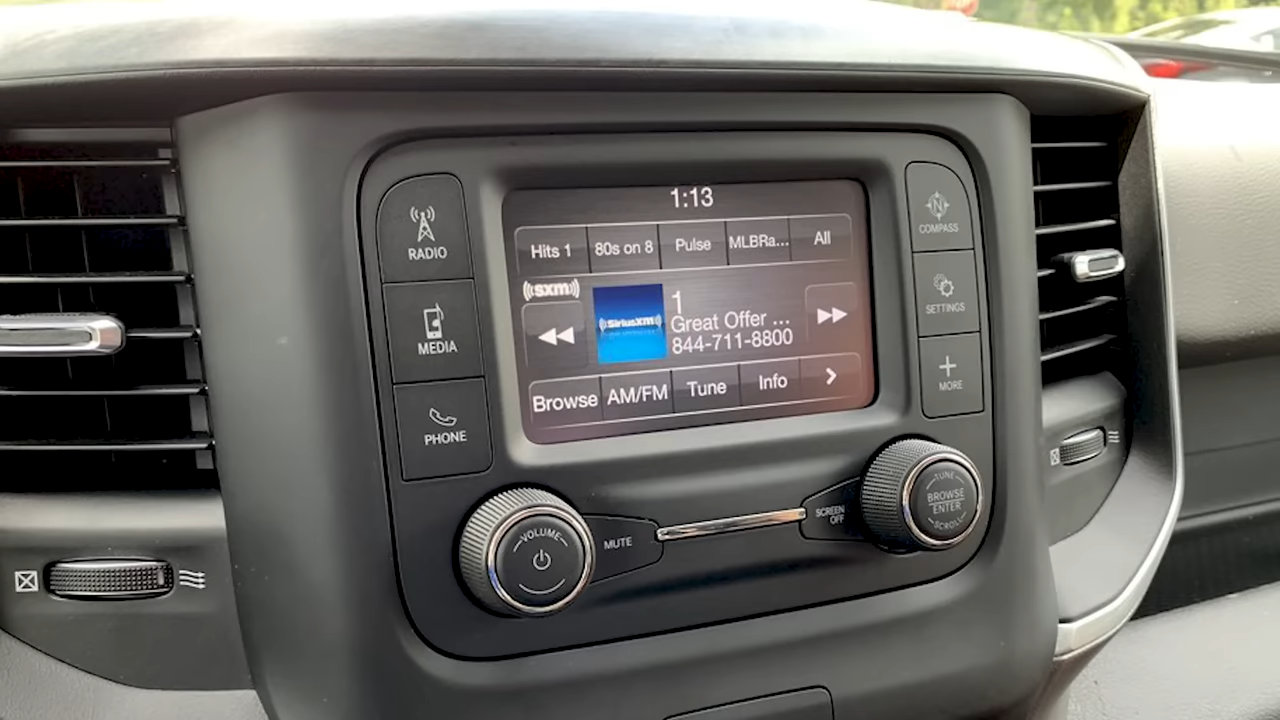 1:13
Hits 1
80s on 8
Pulse
MLBRa...
All
((sxm))
((SiriusXM))
1
Great Offer ...
844-711-8800
Browse
AM/FM
Tune
Info
RADIO
MEDIA
PHONE
N
COMPASS
SETTINGS
MORE
VOLUME
MUTE
SCREEN
OFF
TUNE
BROWSE
ENTER
SCROLL